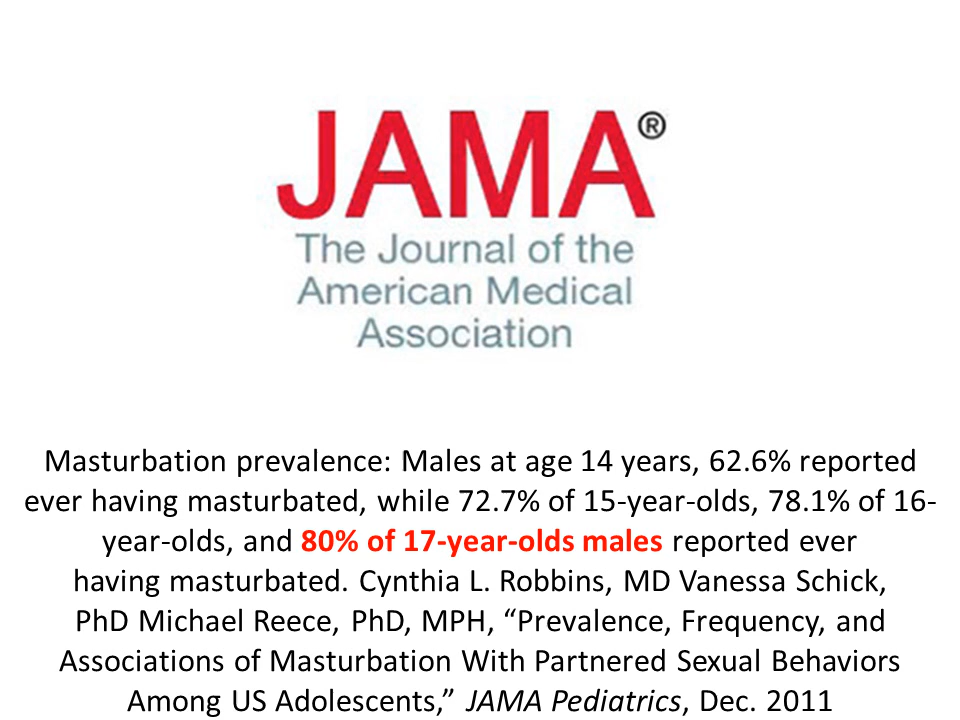 JAMA®
The Journal of the
American Medical
Association
Masturbation prevalence: Males at age 14 years, 62.6% reported
ever having masturbated, while 72.7% of 15-year-olds, 78.1% of 16-
year-olds, and 80% of 17-year-olds males reported ever
having masturbated. Cynthia L. Robbins, MD Vanessa Schick,
PhD Michael Reece, PhD, MPH, “Prevalence, Frequency, and
Associations of Masturbation With Partnered Sexual Behaviors
Among US Adolescents,” JAMA Pediatrics, Dec. 2011